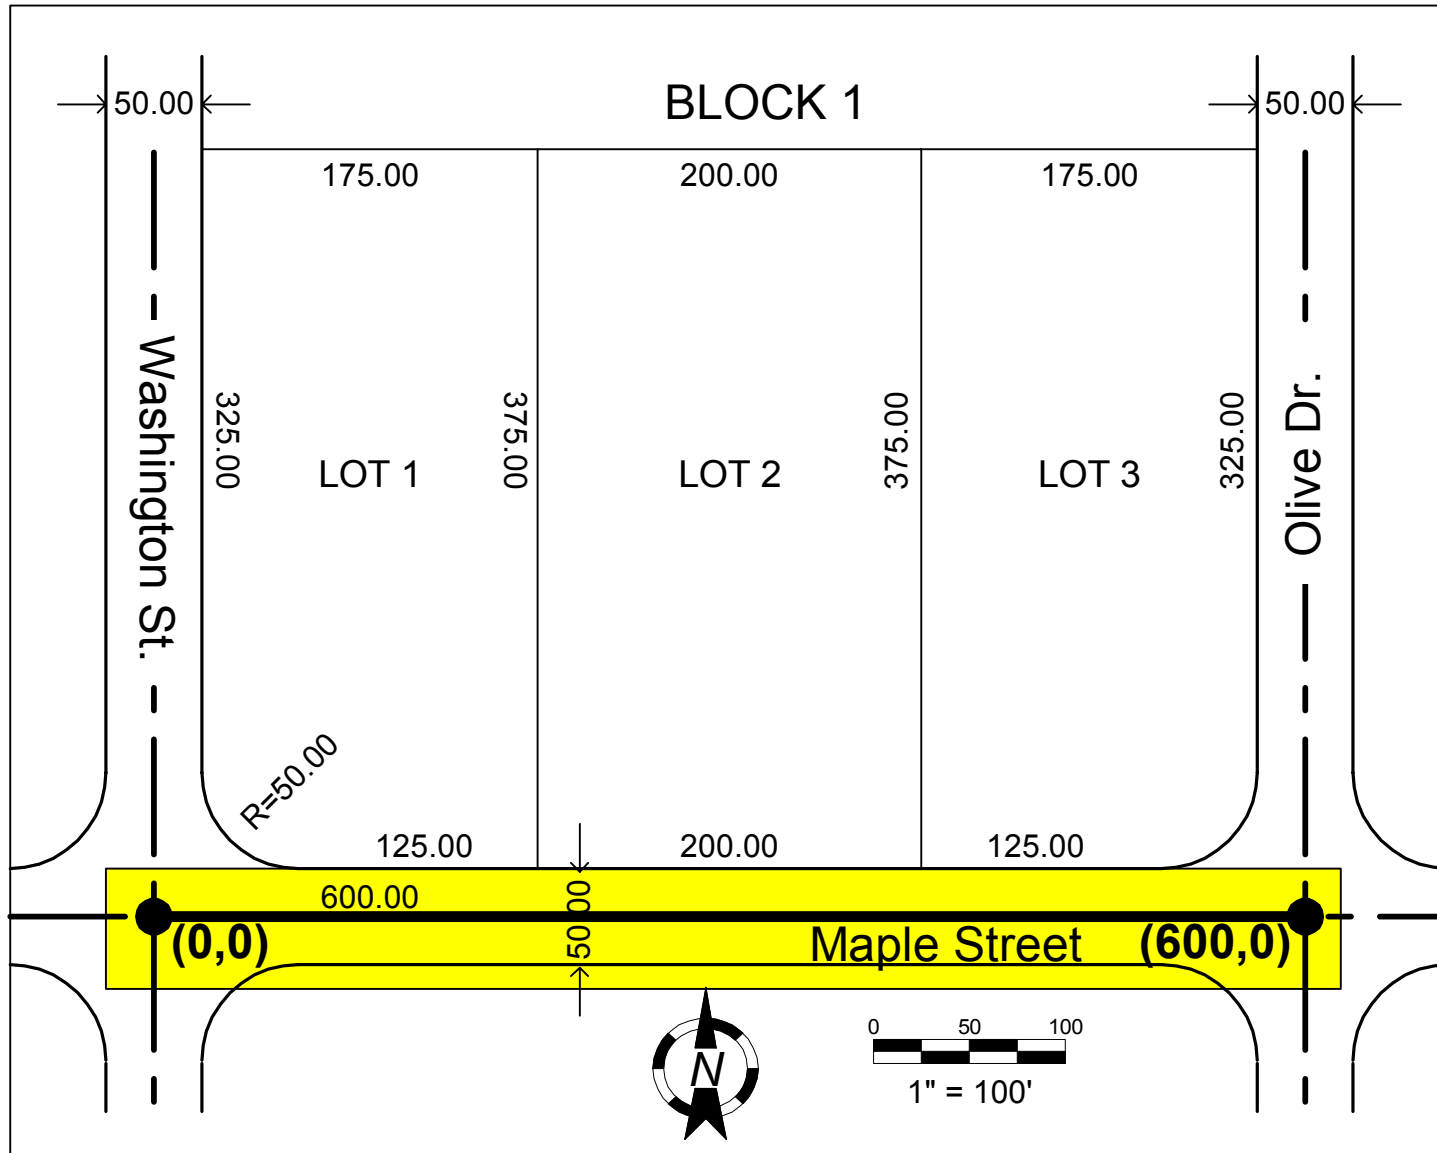 BLOCK 1
50.00
50.00
175.00
200.00
175.00
Washington St.
325.00
375.00
375.00
325.00
Olive Dr.
LOT 1
LOT 2
LOT 3
R=50.00
125.00
200.00
125.00
600.00
50.00
(0,0)
Maple Street
(600,0)
N
0 50 100
1" = 100'